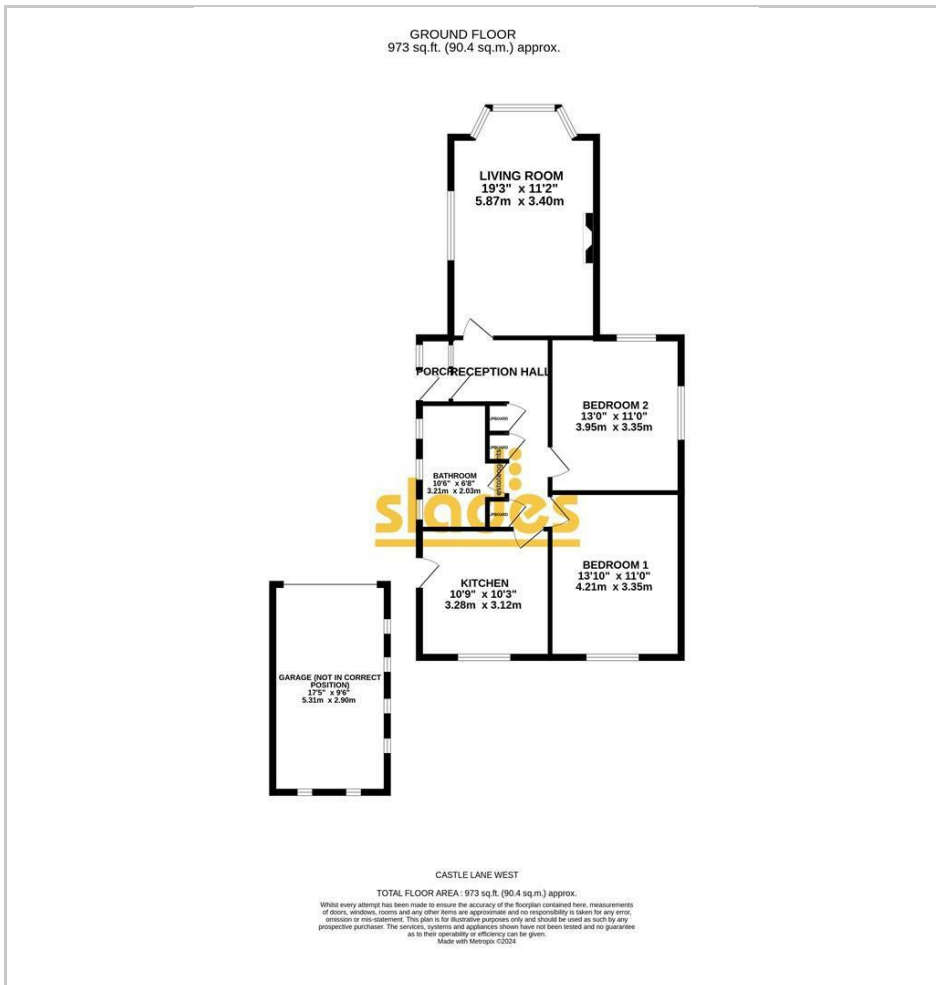 GROUND FLOOR
973 sq.ft. (90.4 sq.m.) approx.
LIVING ROOM
19'3" x 11'2"
5.87m x 3.40m
PORCH
RECEPTION HALL
BEDROOM 2
13'0" x 11'0"
3.95m x 3.35m
CUPBOARD
CUPBOARD
BATHROOM
10'6" x 6'8"
3.21m x 2.03m
estate agents
slades
CUPBOARD
BEDROOM 1
13'10" x 11'0"
4.21m x 3.35m
KITCHEN
10'9" x 10'3"
3.28m x 3.12m
GARAGE (NOT IN CORRECT
POSITION)
17'5" x 9'6"
5.31m x 2.90m
CASTLE LANE WEST
TOTAL FLOOR AREA : 973 sq.ft. (90.4 sq.m.) approx.
Whilst every attempt has been made to ensure the accuracy of the floorplan contained here, measurements
of doors, windows, rooms and any other items are approximate and no responsibility is taken for any error,
omission or mis-statement. This plan is for illustrative purposes only and should be used as such by any
prospective purchaser. The services, systems and appliances shown have not been tested and no guarantee
as to their operability or efficiency can be given.
Made with Metropix ©2024